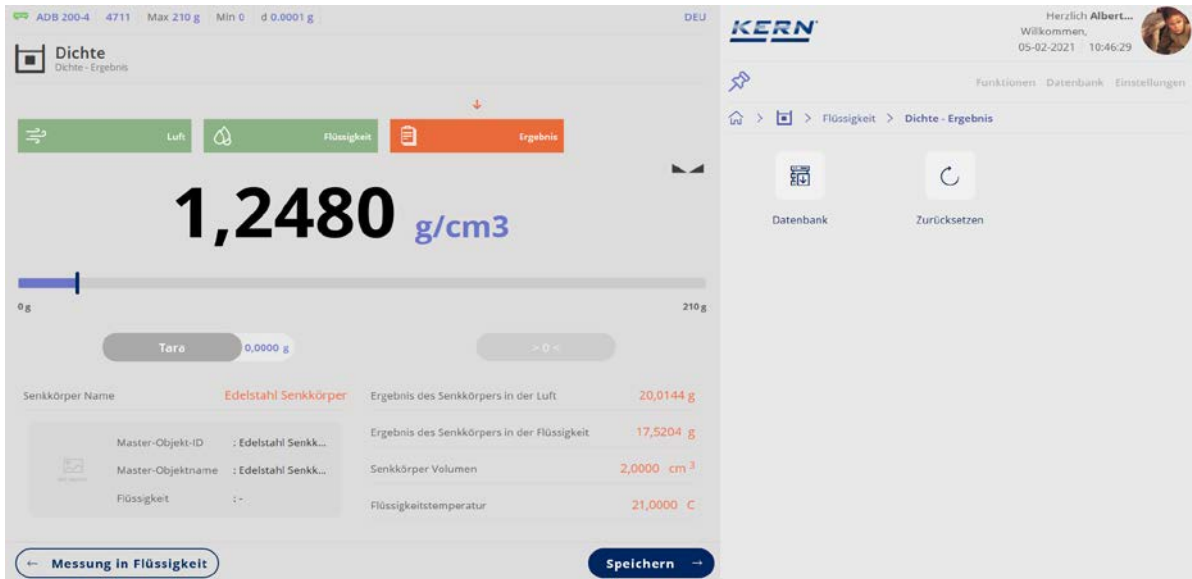 ADB 200-4 4711 Max 210 g Min 0 d 0.0001 g DEU
Dichte
Dichte - Ergebnis
Luft Flüssigkeit Ergebnis
1,2480 g/cm3
0 g 210 g
Tara 0,0000 g > 0 <
Senkkörper Name Edelstahl Senkkörper
Master-Objekt-ID : Edelstahl Senkk...
Master-Objektname : Edelstahl Senkk...
Flüssigkeit : -
Ergebnis des Senkkörpers in der Luft 20,0144 g
Ergebnis des Senkkörpers in der Flüssigkeit 17,5204 g
Senkkörper Volumen 2,0000 cm³
Flüssigkeitstemperatur 21,0000 C
← Messung in Flüssigkeit Speichern →
KERN
Herzlich Albert...
Willkommen,
05-02-2021 10:46:29
Funktionen Datenbank Einstellungen
> > Flüssigkeit > Dichte - Ergebnis
Datenbank Zurücksetzen